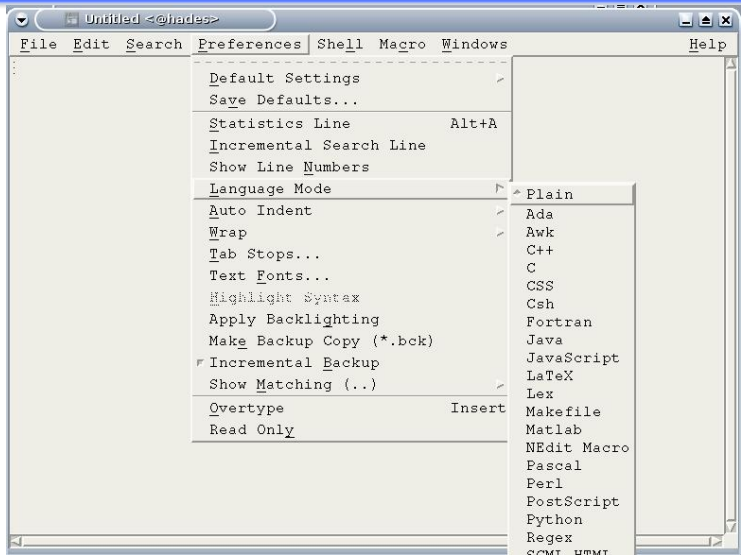 Untitled <@hades>
File Edit Search Preferences Shell Macro Windows Help
Default Settings
Save Defaults...
Statistics Line Alt+A
Incremental Search Line
Show Line Numbers
Language Mode
Auto Indent
Wrap
Tab Stops...
Text Fonts...
Highlight Syntax
Apply Backlighting
Make Backup Copy (*.bck)
Incremental Backup
Show Matching (..)
Overtype Insert
Read Only
Plain
Ada
Awk
C++
C
CSS
Csh
Fortran
Java
JavaScript
LaTeX
Lex
Makefile
Matlab
NEdit Macro
Pascal
Perl
PostScript
Python
Regex
SGML HTML